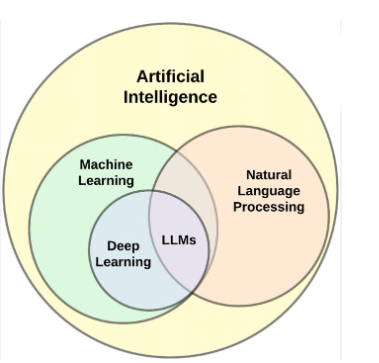 Artificial
Intelligence
Machine
Learning
Natural
Language
Processing
Deep
Learning
LLMs